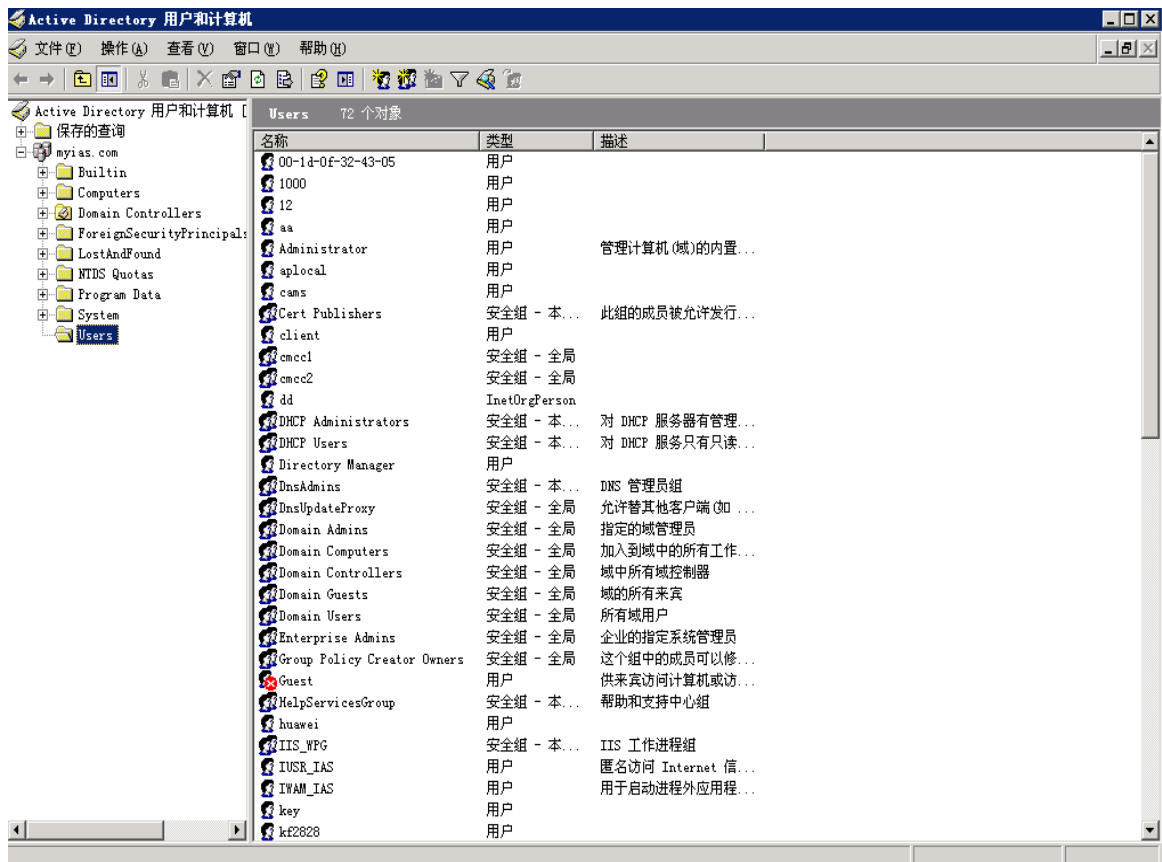 Active Directory 用户和计算机
文件(F) 操作(A) 查看(V) 窗口(W) 帮助(H)
Active Directory 用户和计算机 [
保存的查询
myias.com
Builtin
Computers
Domain Controllers
ForeignSecurityPrincipals
LostAndFound
NTDS Quotas
Program Data
System
Users
Users 72 个对象
名称 类型 描述
00-1d-0f-32-43-05 用户
1000 用户
12 用户
aa 用户
Administrator 用户 管理计算机(域)的内置...
aplocal 用户
cams 用户
Cert Publishers 安全组 - 本... 此组的成员被允许发行...
client 用户
cmcc1 安全组 - 全局
cmcc2 安全组 - 全局
dd InetOrgPerson
DHCP Administrators 安全组 - 本... 对 DHCP 服务器有管理...
DHCP Users 安全组 - 本... 对 DHCP 服务只有只读...
Directory Manager 用户
DnsAdmins 安全组 - 本... DNS 管理员组
DnsUpdateProxy 安全组 - 全局 允许替其他客户端(如 ...
Domain Admins 安全组 - 全局 指定的域管理员
Domain Computers 安全组 - 全局 加入到域中的所有工作...
Domain Controllers 安全组 - 全局 域中所有域控制器
Domain Guests 安全组 - 全局 域的所有来宾
Domain Users 安全组 - 全局 所有域用户
Enterprise Admins 安全组 - 全局 企业的指定系统管理员
Group Policy Creator Owners 安全组 - 全局 这个组中的成员可以修...
Guest 用户 供来宾访问计算机或访...
HelpServicesGroup 安全组 - 本... 帮助和支持中心组
huawei 用户
IIS_WPG 安全组 - 本... IIS 工作进程组
IUSR_IAS 用户 匿名访问 Internet 信...
IWAM_IAS 用户 用于启动进程外应用程...
key 用户
kf2828 用户